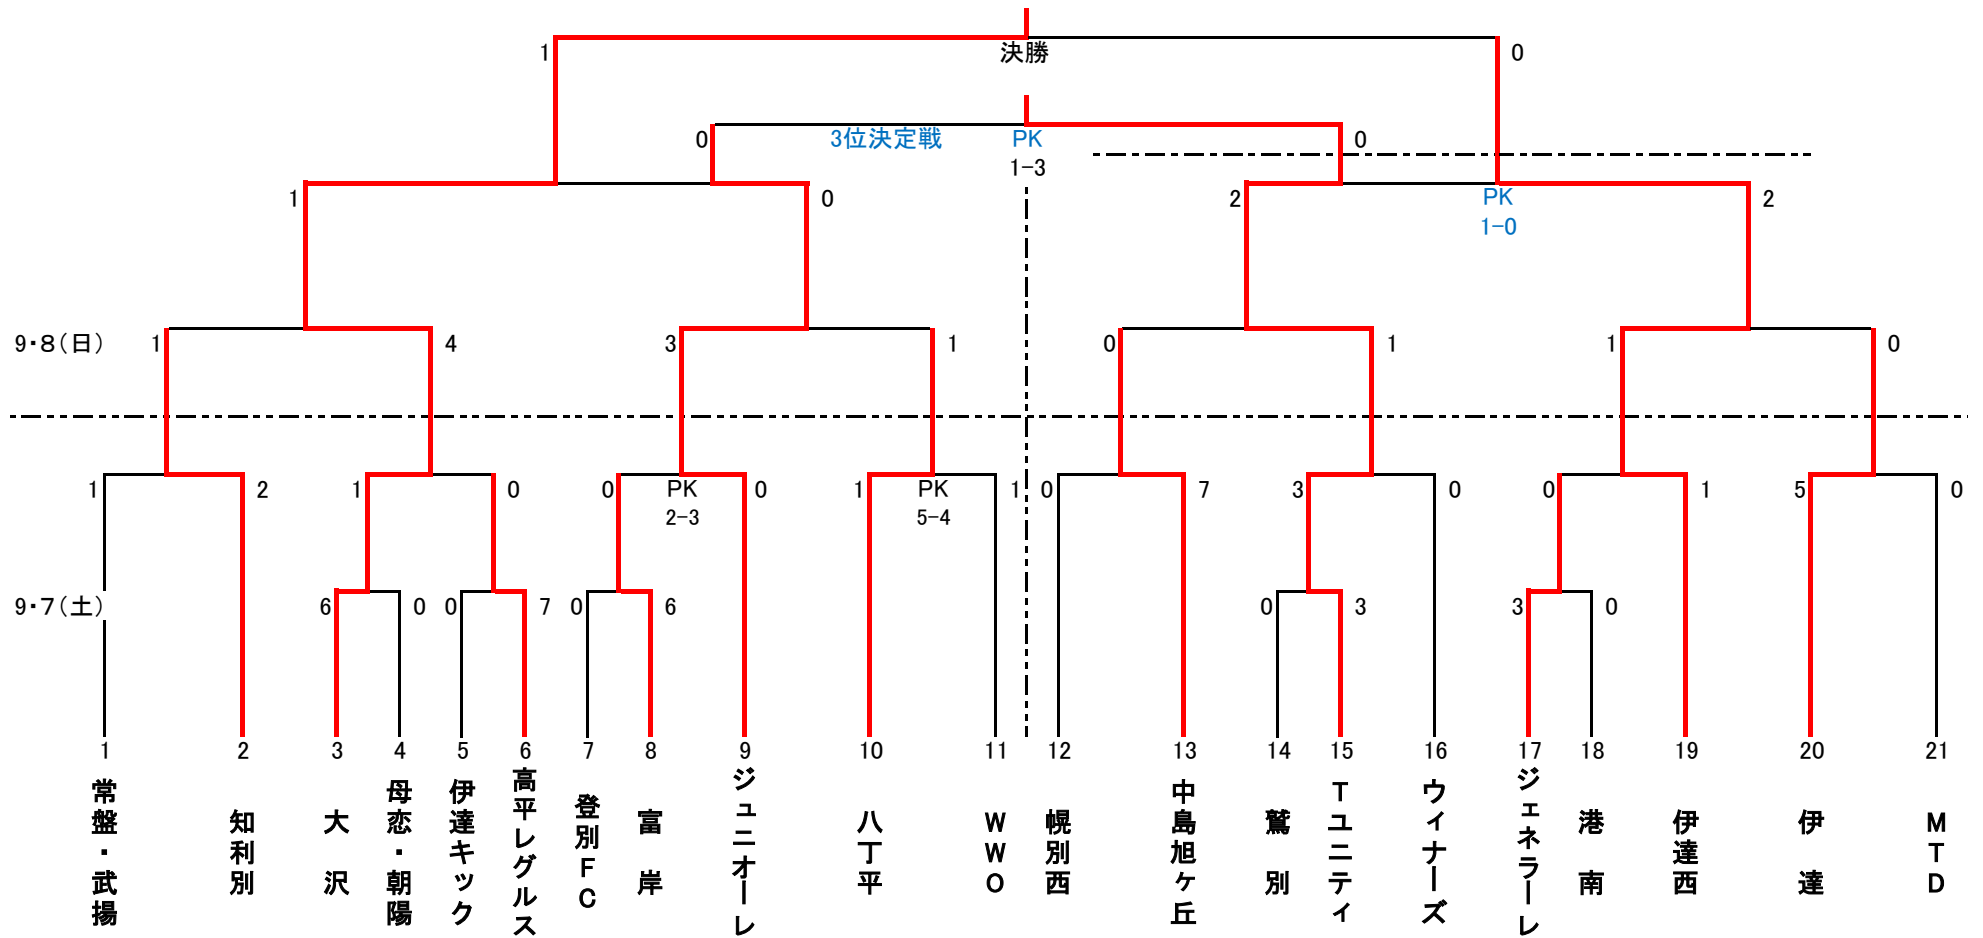 1 決勝 0
0 3位決定戦 PK 0
1-3
1 0 2 PK 2
1-0
9・8(日) 1 4 3 1 0 1 1 0
1 2 1 0 0 PK 0 1 PK 1 0 7 3 0 0 1 5 0
2-3 5-4
9・7(土) 6 0 0 7 0 6 0 3 3 0
1 2 3 4 5 6 7 8 9 10 11 12 13 14 15 16 17 18 19 20 21
常盤・武揚
知利別
大沢
母恋・朝陽
伊達キック
高平レグルス
登別FC
富岸
ジュニオーレ
八丁平
WWO
幌別西
中島旭ヶ丘
鷲別
Tユニティ
ウィナーズ
ジェネラーレ
港南
伊達西
伊達
MTD